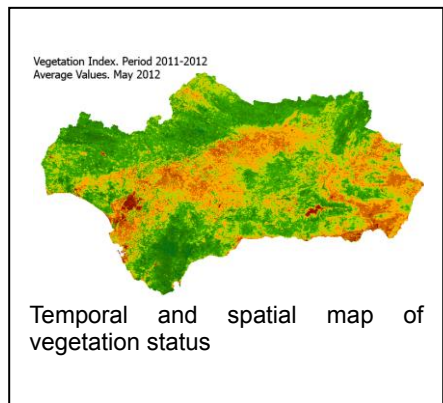 Vegetation Index. Period 2011-2012
Average Values. May 2012
Temporal and spatial map of
vegetation status